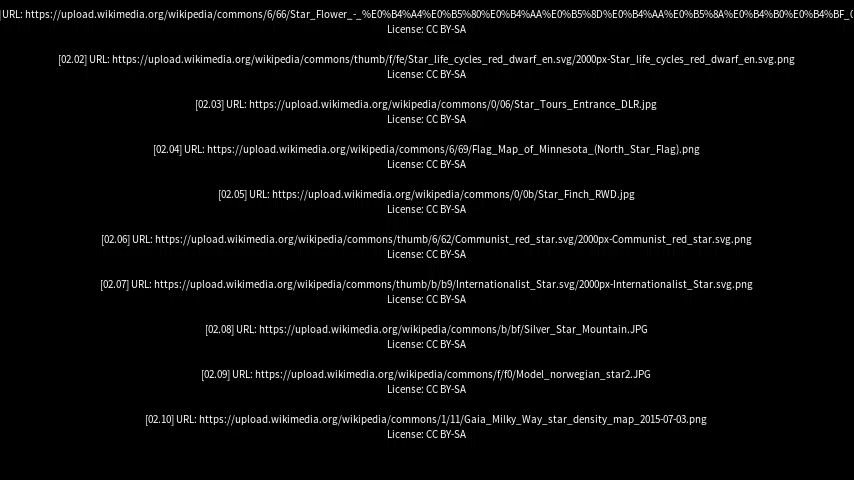 URL: https://upload.wikimedia.org/wikipedia/commons/6/66/Star_Flower_-_%E0%B4%A4%E0%B5%80%E0%B4%AA%E0%B5%8D%E0%B4%AA%E0%B5%8A%E0%B4%B0%E0%B4%BF_
License: CC BY-SA
[02.02] URL: https://upload.wikimedia.org/wikipedia/commons/thumb/f/fe/Star_life_cycles_red_dwarf_en.svg/2000px-Star_life_cycles_red_dwarf_en.svg.png
License: CC BY-SA
[02.03] URL: https://upload.wikimedia.org/wikipedia/commons/0/06/Star_Tours_Entrance_DLR.jpg
License: CC BY-SA
[02.04] URL: https://upload.wikimedia.org/wikipedia/commons/6/69/Flag_Map_of_Minnesota_(North_Star_Flag).png
License: CC BY-SA
[02.05] URL: https://upload.wikimedia.org/wikipedia/commons/0/0b/Star_Finch_RWD.jpg
License: CC BY-SA
[02.06] URL: https://upload.wikimedia.org/wikipedia/commons/thumb/6/62/Communist_red_star.svg/2000px-Communist_red_star.svg.png
License: CC BY-SA
[02.07] URL: https://upload.wikimedia.org/wikipedia/commons/thumb/b/b9/Internationalist_Star.svg/2000px-Internationalist_Star.svg.png
License: CC BY-SA
[02.08] URL: https://upload.wikimedia.org/wikipedia/commons/b/bf/Silver_Star_Mountain.JPG
License: CC BY-SA
[02.09] URL: https://upload.wikimedia.org/wikipedia/commons/f/f0/Model_norwegian_star2.JPG
License: CC BY-SA
[02.10] URL: https://upload.wikimedia.org/wikipedia/commons/1/11/Gaia_Milky_Way_star_density_map_2015-07-03.png
License: CC BY-SA